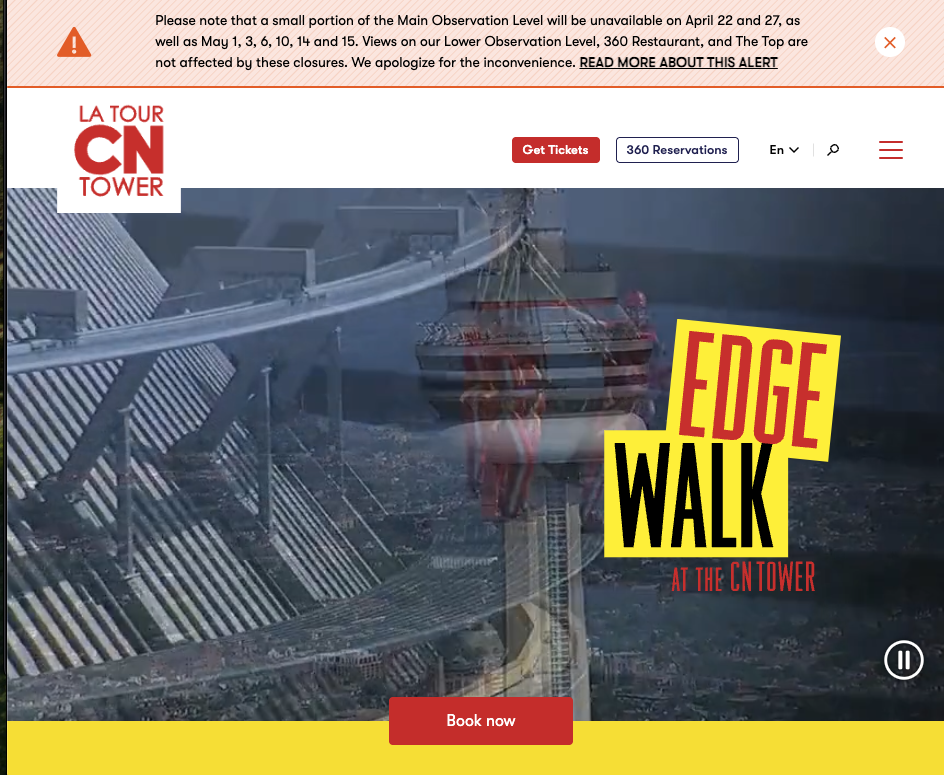 Please note that a small portion of the Main Observation Level will be unavailable on April 22 and 27, as
well as May 1, 3, 6, 10, 14 and 15. Views on our Lower Observation Level, 360 Restaurant, and The Top are
not affected by these closures. We apologize for the inconvenience. READ MORE ABOUT THIS ALERT
LA TOUR
CN
TOWER
Get Tickets
360 Reservations
En
EDGE
WALK
AT THE CN TOWER
Book now